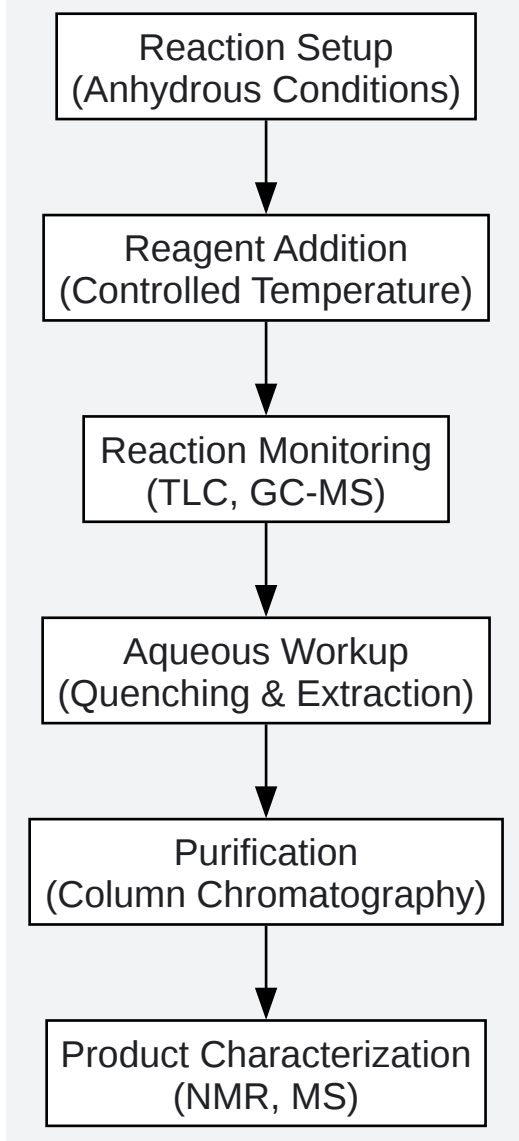 Reaction Setup
(Anhydrous Conditions)
Reagent Addition
(Controlled Temperature)
Reaction Monitoring
(TLC, GC-MS)
Aqueous Workup
(Quenching & Extraction)
Purification
(Column Chromatography)
Product Characterization
(NMR, MS)